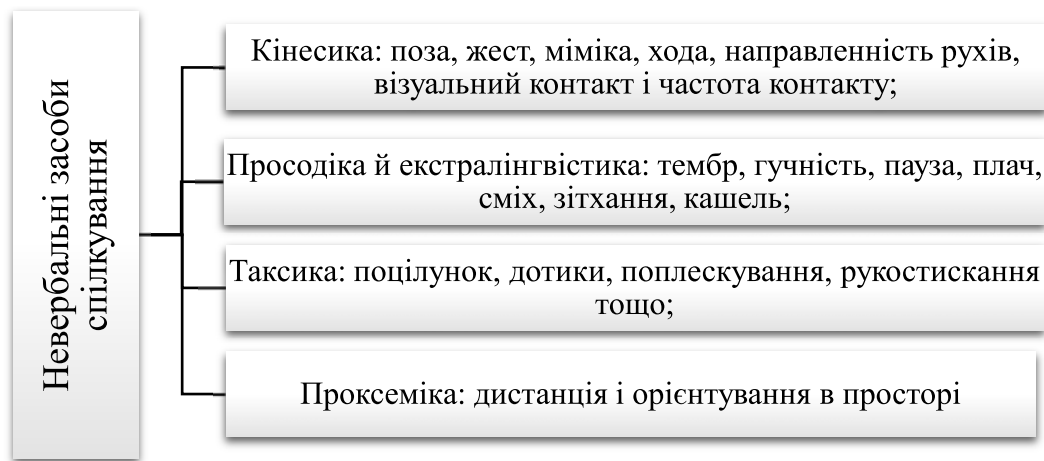 Невербальні засоби
спілкування
Кінесика: поза, жест, міміка, хода, направленність рухів,
візуальний контакт і частота контакту;
Просодіка й екстралінгвістика: тембр, гучність, пауза, плач,
сміх, зітхання, кашель;
Таксика: поцілунок, дотики, поплескування, рукостискання
тощо;
Проксеміка: дистанція і орієнтування в просторі